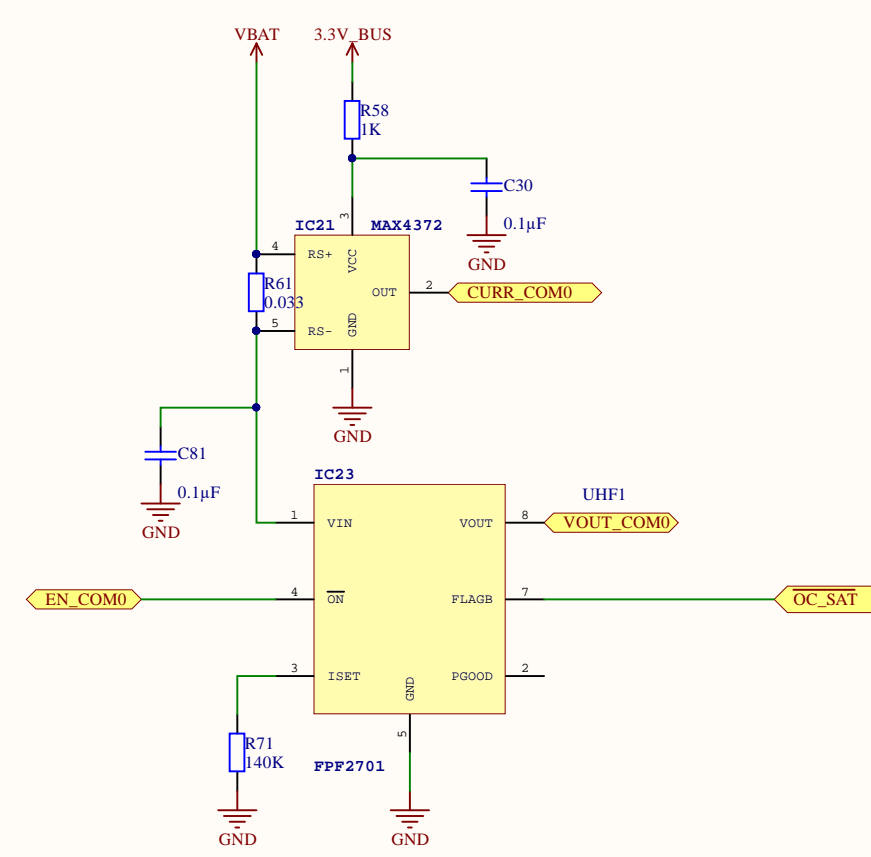 VBAT
3.3V_BUS
R58
1K
C30
0.1µF
GND
IC21
MAX4372
3
VCC
4
RS+
R61
0.033
OUT
2
CURR_COM0
5
RS-
GND
1
GND
C81
0.1µF
GND
IC23
UHF1
1
VIN
VOUT
8
VOUT_COM0
EN_COM0
4
ON
FLAGB
7
OC_SAT
3
ISET
PGOOD
2
GND
5
R71
140K
FPF2701
GND
GND